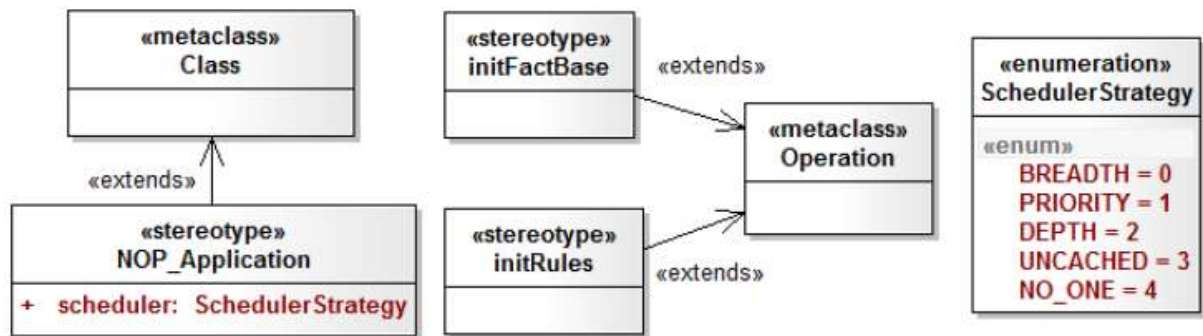 «metaclass»
Class
«extends»
«stereotype»
NOP_Application
+ scheduler: SchedulerStrategy
«stereotype»
initFactBase
«extends»
«metaclass»
Operation
«stereotype»
initRules
«extends»
«enumeration»
SchedulerStrategy
«enum»
BREADTH = 0
PRIORITY = 1
DEPTH = 2
UNCACHED = 3
NO_ONE = 4